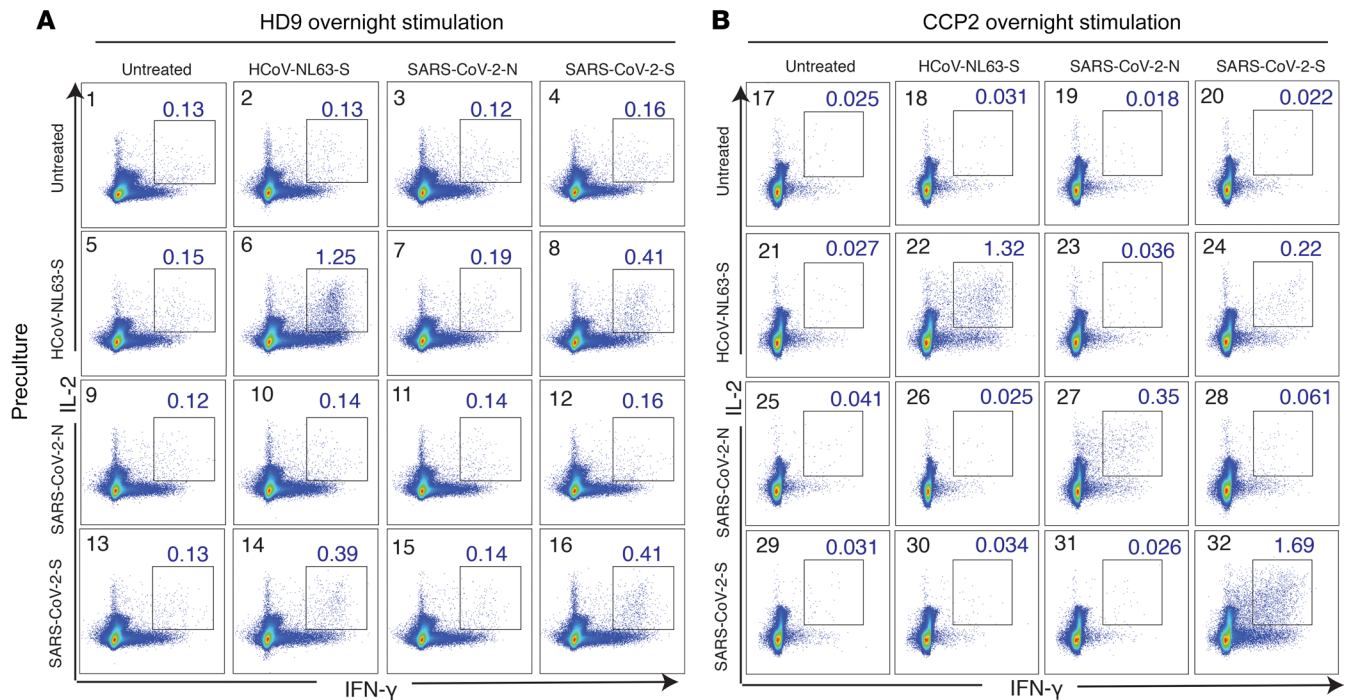 A
HD9 overnight stimulation
Untreated HCoV-NL63-S SARS-CoV-2-N SARS-CoV-2-S
Preculture
IL-2
Untreated
1 0.13 2 0.13 3 0.12 4 0.16
HCoV-NL63-S
5 0.15 6 1.25 7 0.19 8 0.41
SARS-CoV-2-N
9 0.12 10 0.14 11 0.14 12 0.16
SARS-CoV-2-S
13 0.13 14 0.39 15 0.14 16 0.41
IFN-γ
B
CCP2 overnight stimulation
Untreated HCoV-NL63-S SARS-CoV-2-N SARS-CoV-2-S
IL-2
Untreated
17 0.025 18 0.031 19 0.018 20 0.022
HCoV-NL63-S
21 0.027 22 1.32 23 0.036 24 0.22
SARS-CoV-2-N
25 0.041 26 0.025 27 0.35 28 0.061
SARS-CoV-2-S
29 0.031 30 0.034 31 0.026 32 1.69
IFN-γ